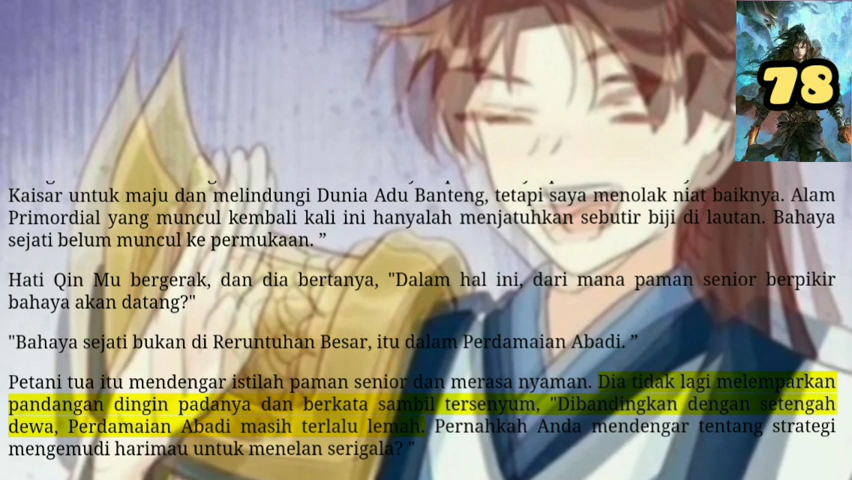 78
Kaisar untuk maju dan melindungi Dunia Adu Banteng, tetapi saya menolak niat baiknya. Alam
Primordial yang muncul kembali kali ini hanyalah menjatuhkan sebutir biji di lautan. Bahaya
sejati belum muncul ke permukaan. ”
Hati Qin Mu bergerak, dan dia bertanya, "Dalam hal ini, dari mana paman senior berpikir
bahaya akan datang?"
"Bahaya sejati bukan di Reruntuhan Besar, itu dalam Perdamaian Abadi. ”
Petani tua itu mendengar istilah paman senior dan merasa nyaman. Dia tidak lagi melemparkan
pandangan dingin padanya dan berkata sambil tersenyum, "Dibandingkan dengan setengah
dewa, Perdamaian Abadi masih terlalu lemah. Pernahkah Anda mendengar tentang strategi
mengemudi harimau untuk menelan serigala? "